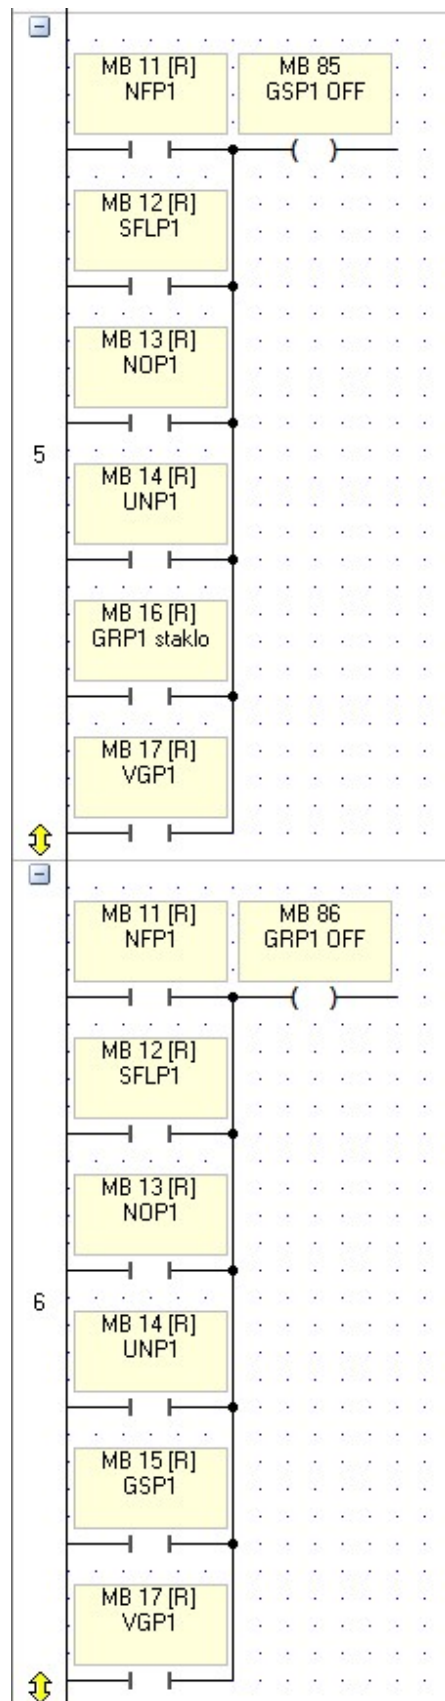 MB 11 [R]
NFP1
MB 85
GSP1 OFF
MB 12 [R]
SFLP1
MB 13 [R]
NOP1
5
MB 14 [R]
UNP1
MB 16 [R]
GRP1 staklo
MB 17 [R]
VGP1
MB 11 [R]
NFP1
MB 86
GRP1 OFF
MB 12 [R]
SFLP1
MB 13 [R]
NOP1
6
MB 14 [R]
UNP1
MB 15 [R]
GSP1
MB 17 [R]
VGP1